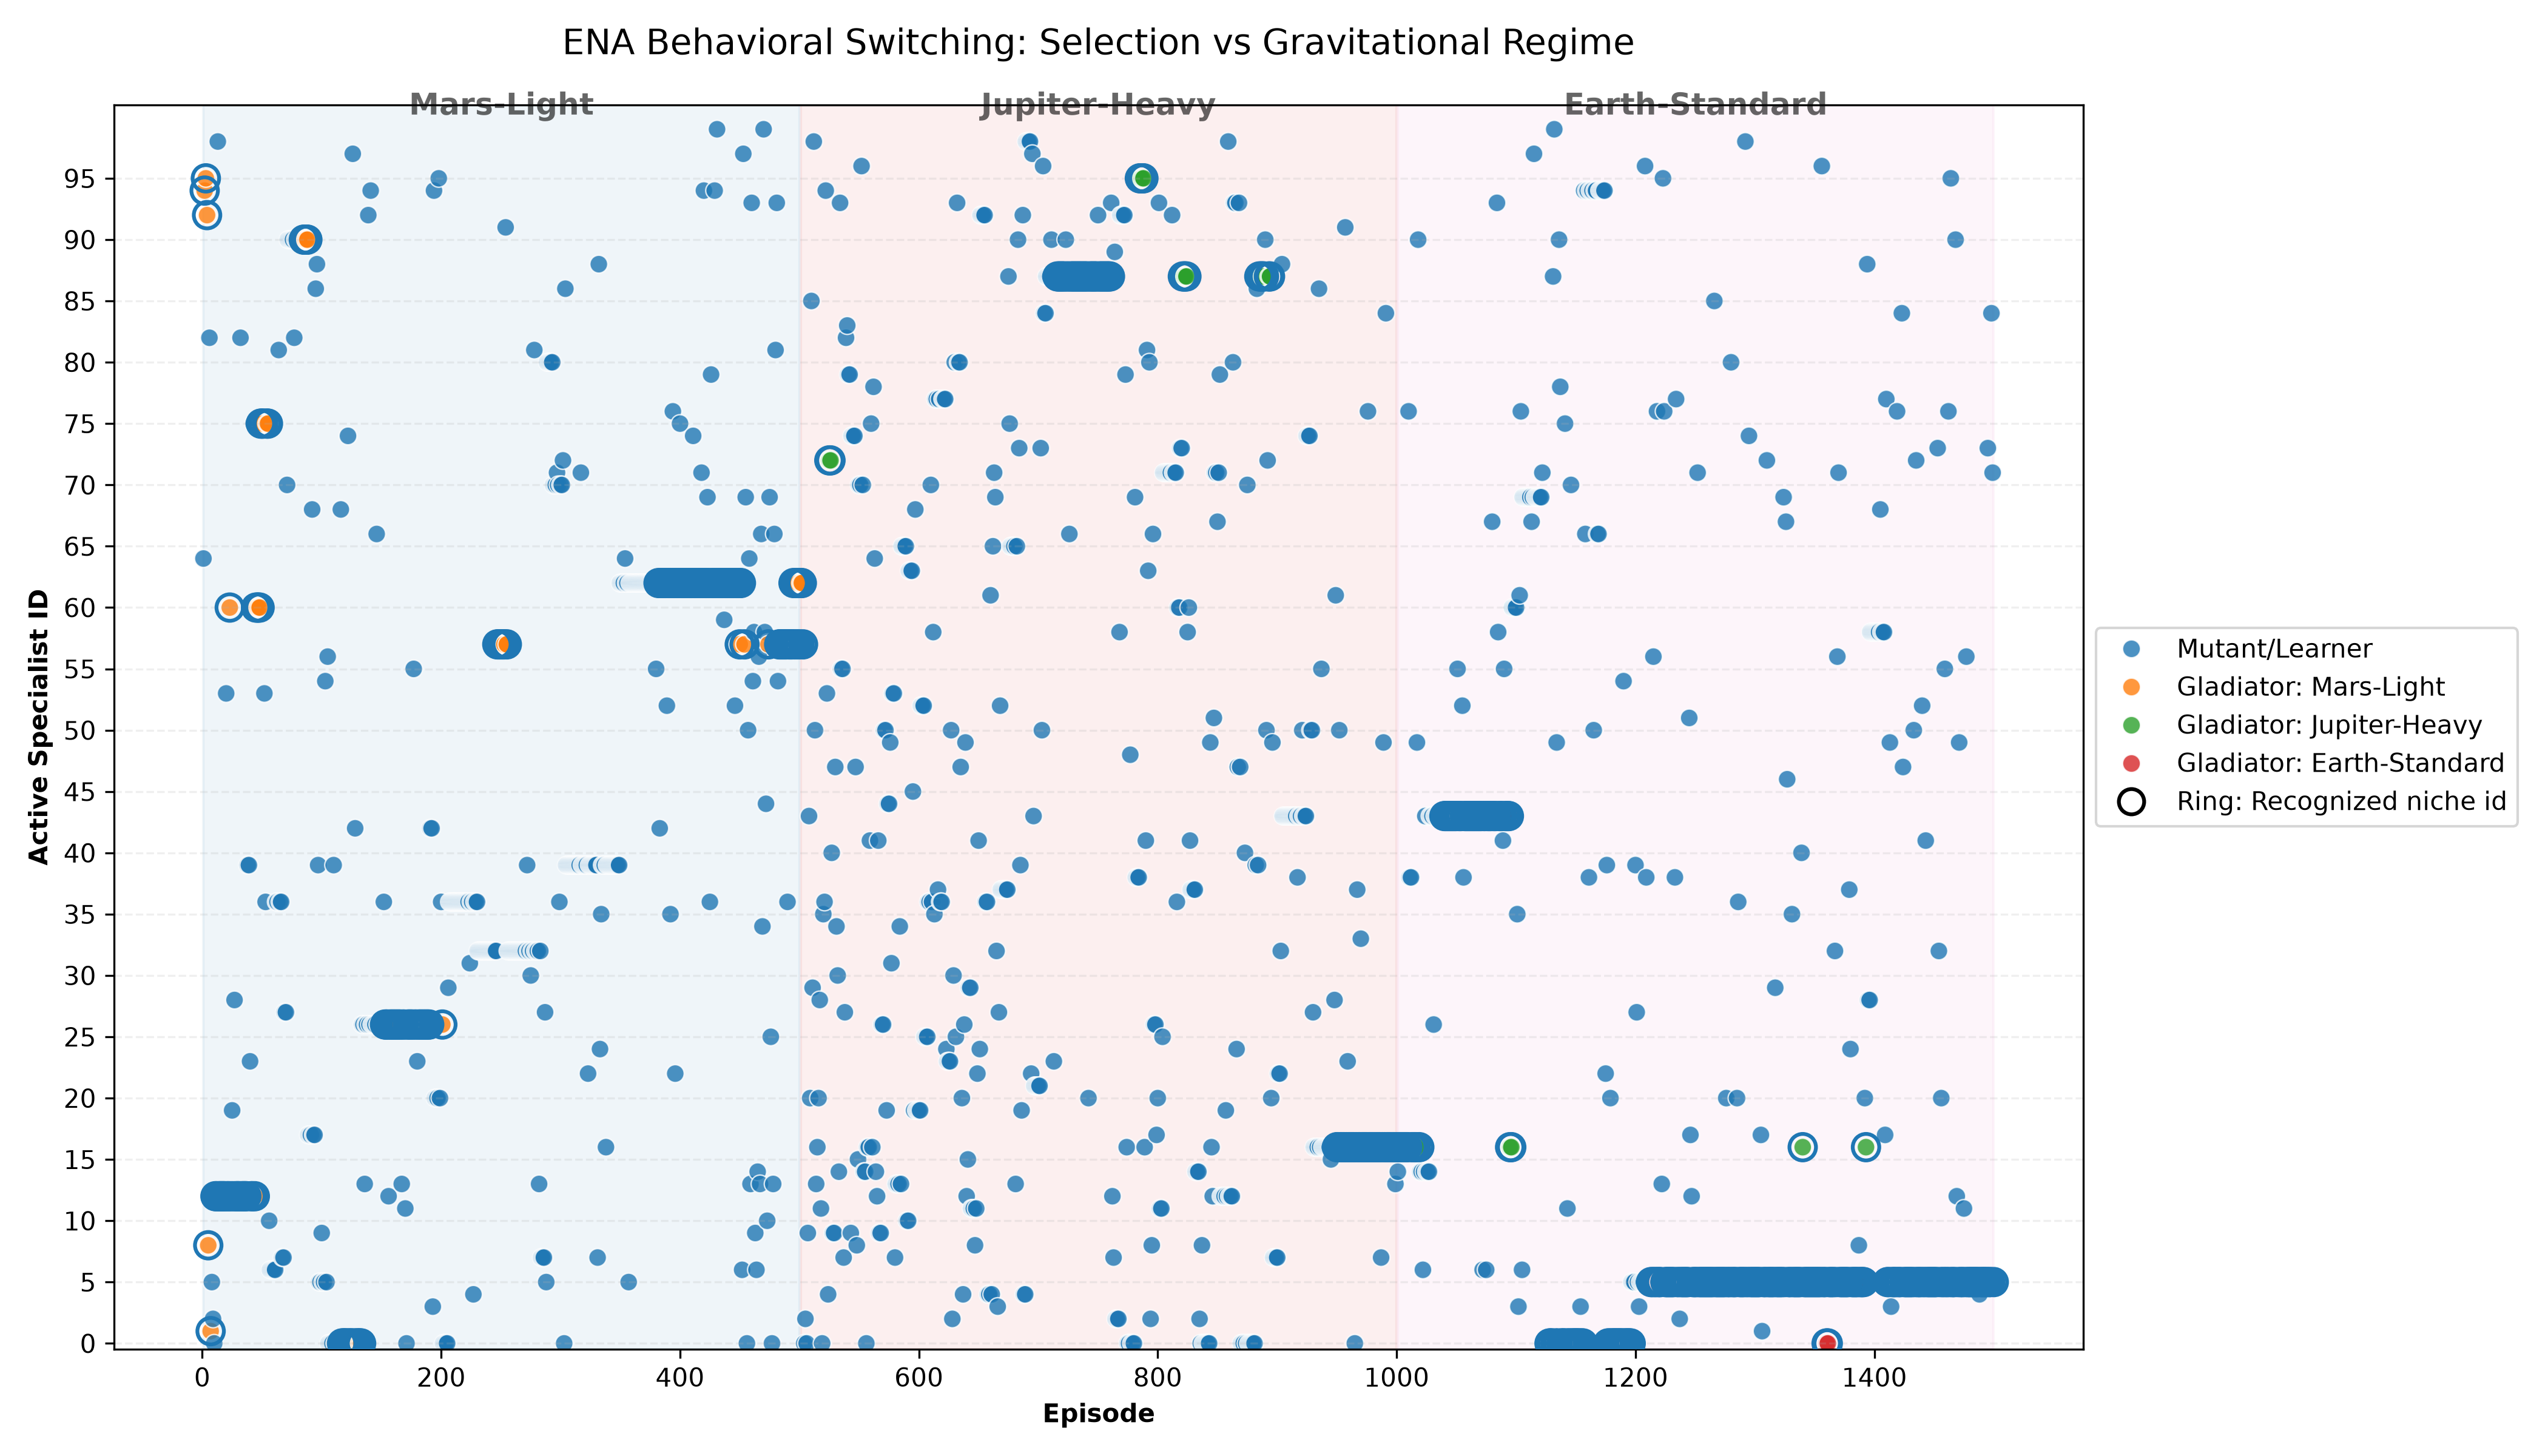 ENA Behavioral Switching: Selection vs Gravitational Regime
Mars-Light
Jupiter-Heavy
Earth-Standard
Active Specialist ID
95
90
85
80
75
70
65
60
55
50
45
40
35
30
25
20
15
10
5
0
0
200
400
600
800
1000
1200
1400
Episode
Mutant/Learner
Gladiator: Mars-Light
Gladiator: Jupiter-Heavy
Gladiator: Earth-Standard
Ring: Recognized niche id